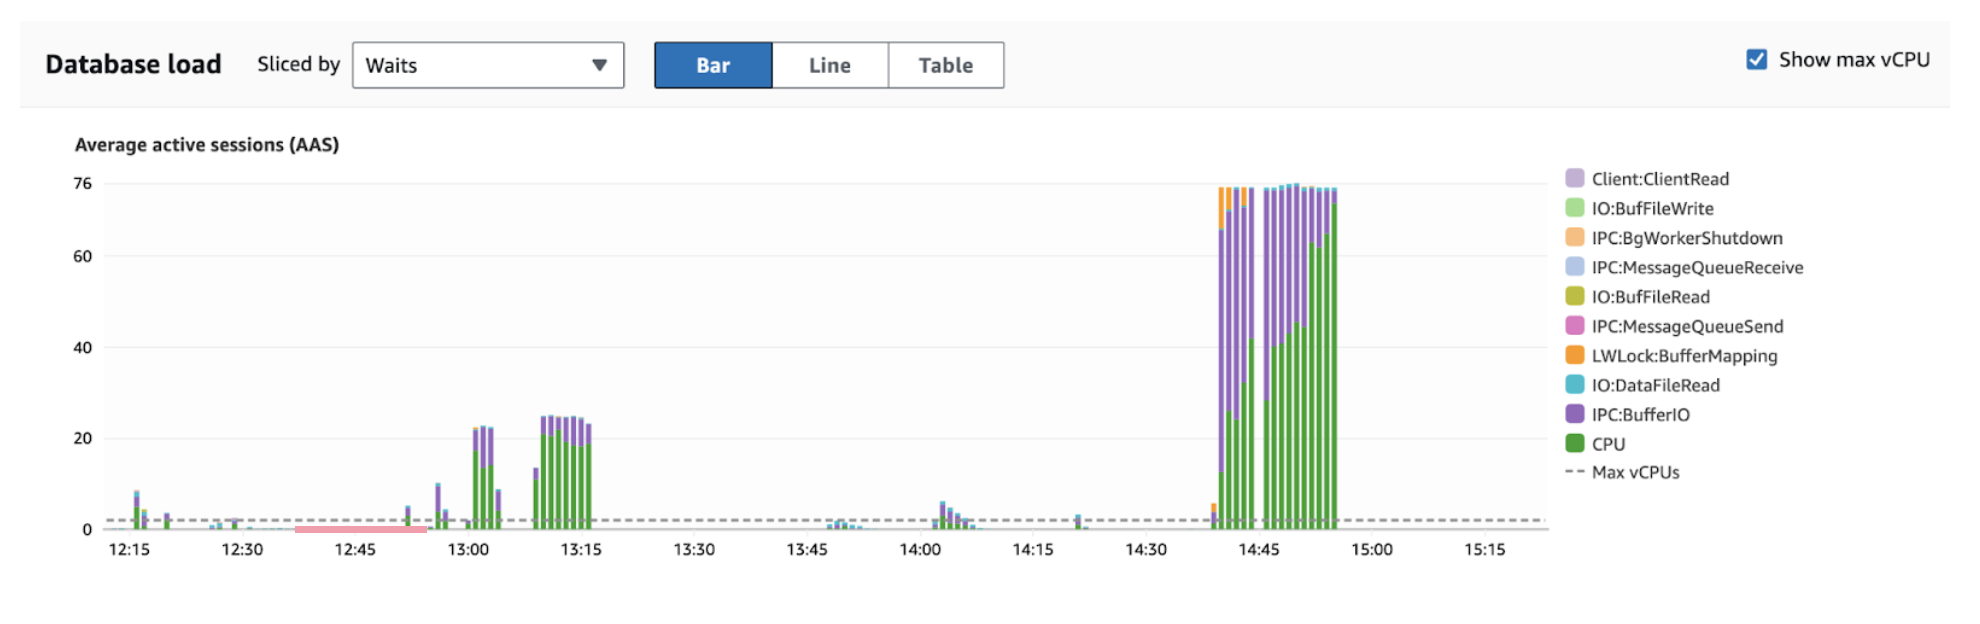 Database load Sliced by Waits Bar Line Table Show max vCPU
Average active sessions (AAS)
76
60
40
20
0
12:15 12:30 12:45 13:00 13:15 13:30 13:45 14:00 14:15 14:30 14:45 15:00 15:15
Client:ClientRead
IO:BufFileWrite
IPC:BgWorkerShutdown
IPC:MessageQueueReceive
IO:BufFileRead
IPC:MessageQueueSend
LWLock:BufferMapping
IO:DataFileRead
IPC:BufferIO
CPU
Max vCPUs